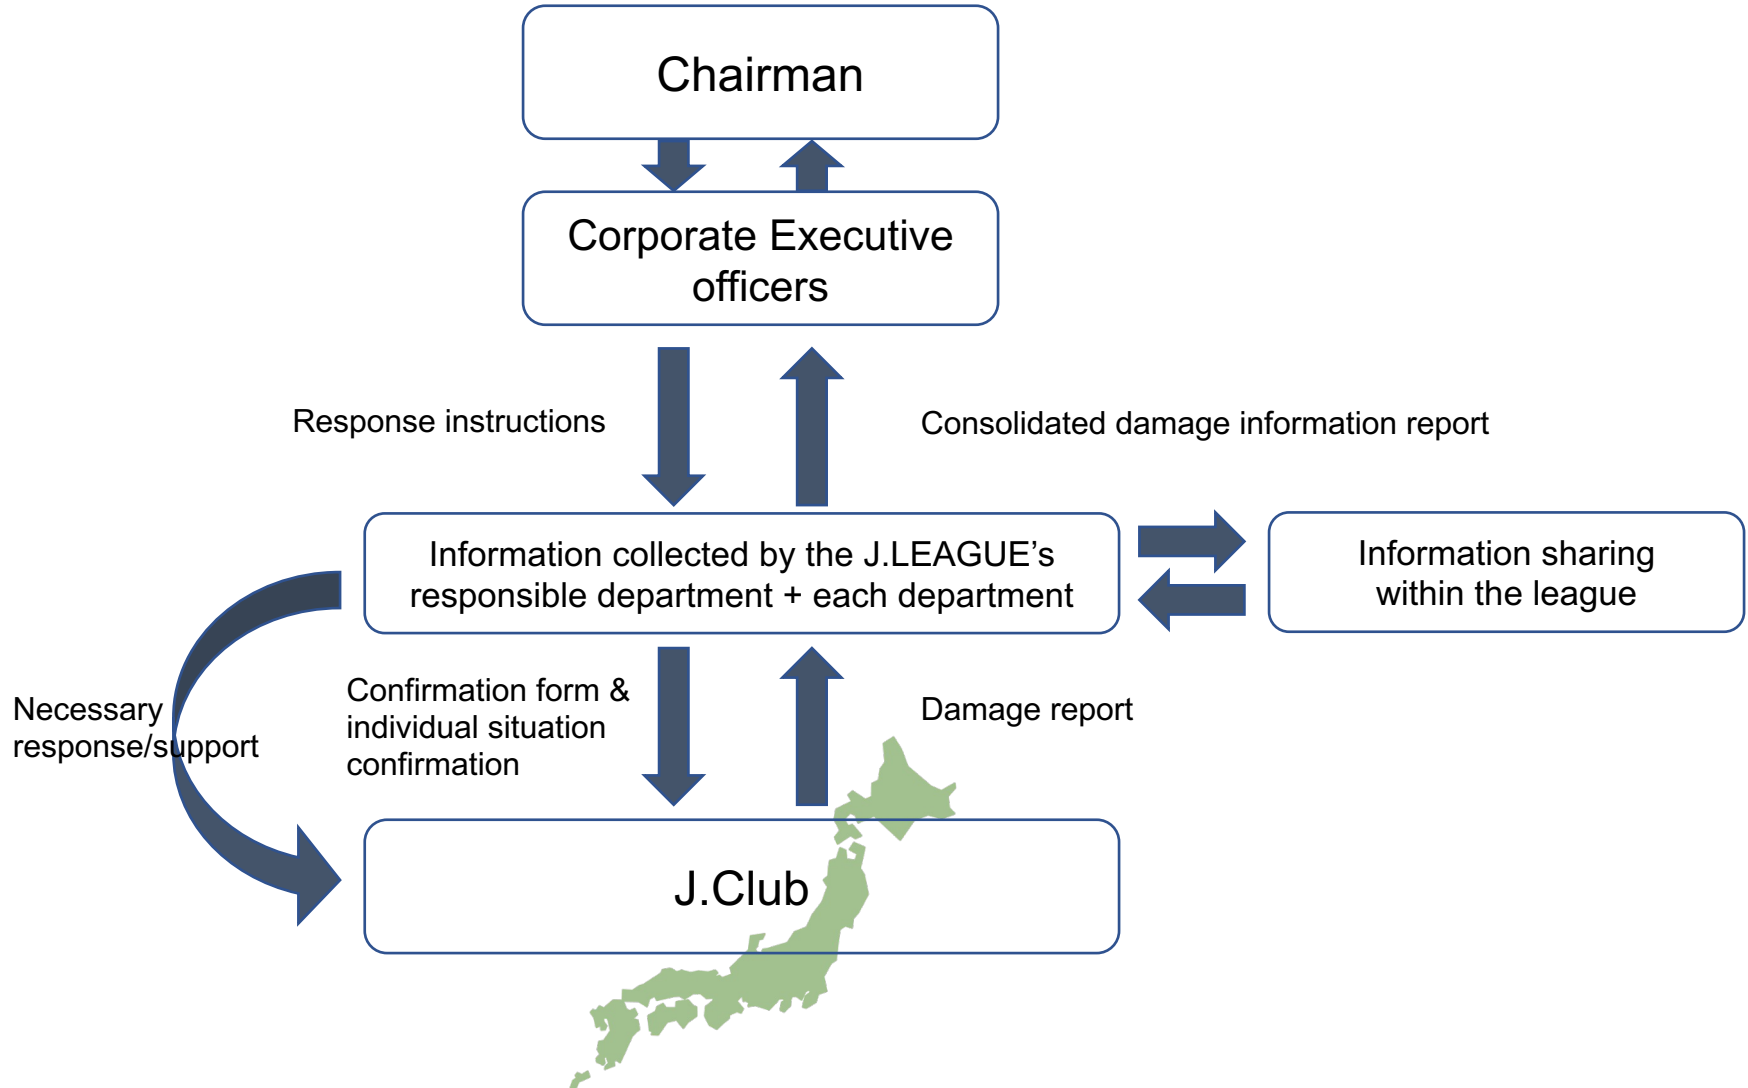 Chairman
Corporate Executive
officers
Response instructions
Consolidated damage information report
Information collected by the J.LEAGUE’s
responsible department + each department
Information sharing
within the league
Necessary
response/support
Confirmation form &
individual situation
confirmation
Damage report
J.Club